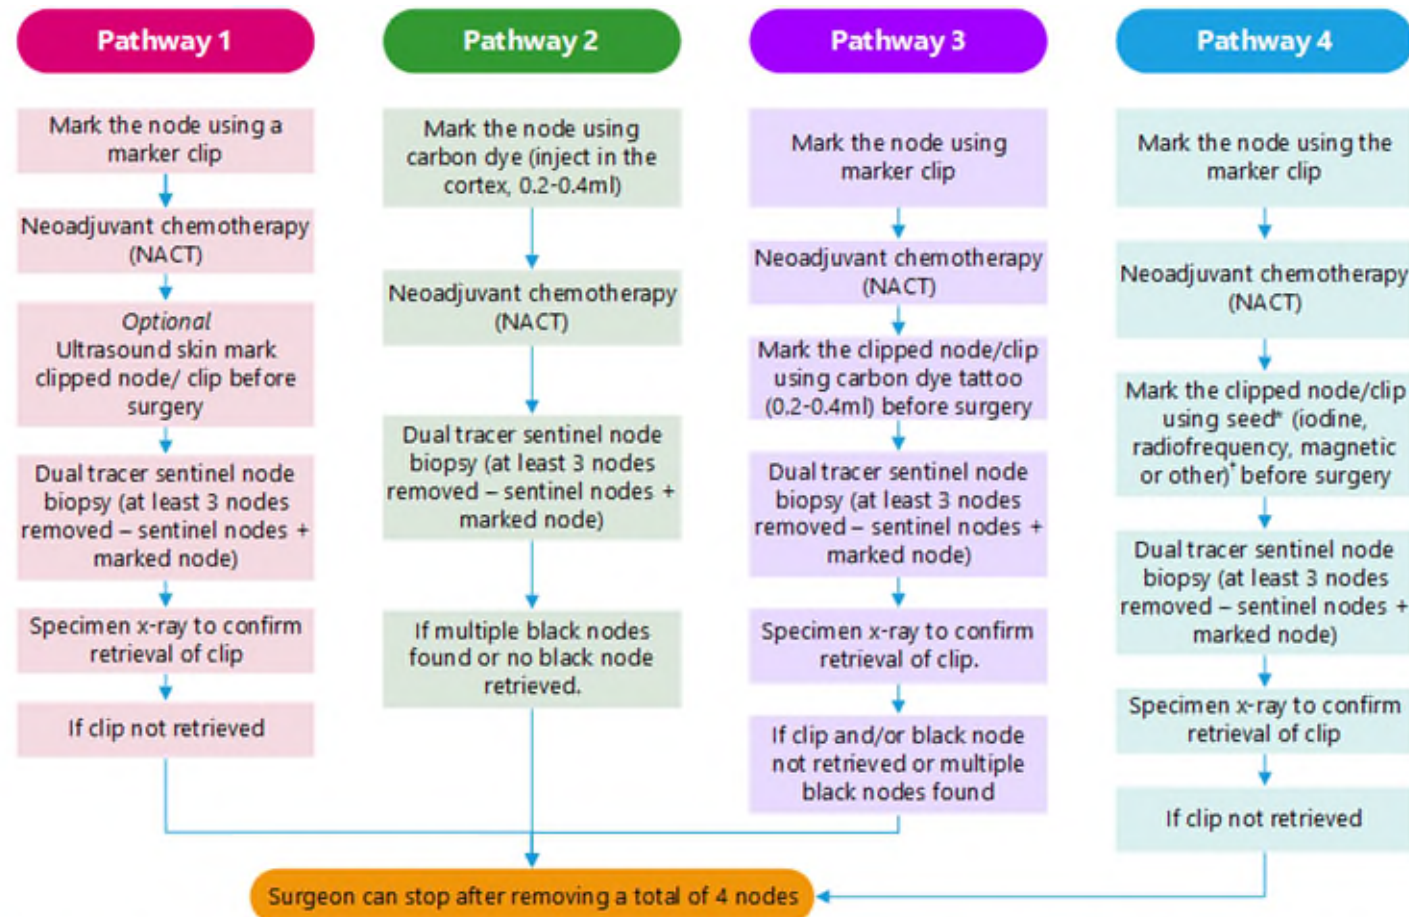 Pathway 1
Mark the node using a
marker clip
Neoadjuvant chemotherapy
(NACT)
Optional
Ultrasound skin mark
clipped node/ clip before
surgery
Dual tracer sentinel node
biopsy (at least 3 nodes
removed – sentinel nodes +
marked node)
Specimen x-ray to confirm
retrieval of clip
If clip not retrieved
Pathway 2
Mark the node using
carbon dye (inject in the
cortex, 0.2-0.4ml)
Neoadjuvant chemotherapy
(NACT)
Dual tracer sentinel node
biopsy (at least 3 nodes
removed – sentinel nodes +
marked node)
If multiple black nodes
found or no black node
retrieved.
Pathway 3
Mark the node using
marker clip
Neoadjuvant chemotherapy
(NACT)
Mark the clipped node/clip
using carbon dye tattoo
(0.2-0.4ml) before surgery
Dual tracer sentinel node
biopsy (at least 3 nodes
removed – sentinel nodes +
marked node)
Specimen x-ray to confirm
retrieval of clip.
If clip and/or black node
not retrieved or multiple
black nodes found
Pathway 4
Mark the node using the
marker clip
Neoadjuvant chemotherapy
(NACT)
Mark the clipped node/clip
using seed* (iodine,
radiofrequency, magnetic
or other)* before surgery
Dual tracer sentinel node
biopsy (at least 3 nodes
removed – sentinel nodes +
marked node)
Specimen x-ray to confirm
retrieval of clip
If clip not retrieved
Surgeon can stop after removing a total of 4 nodes